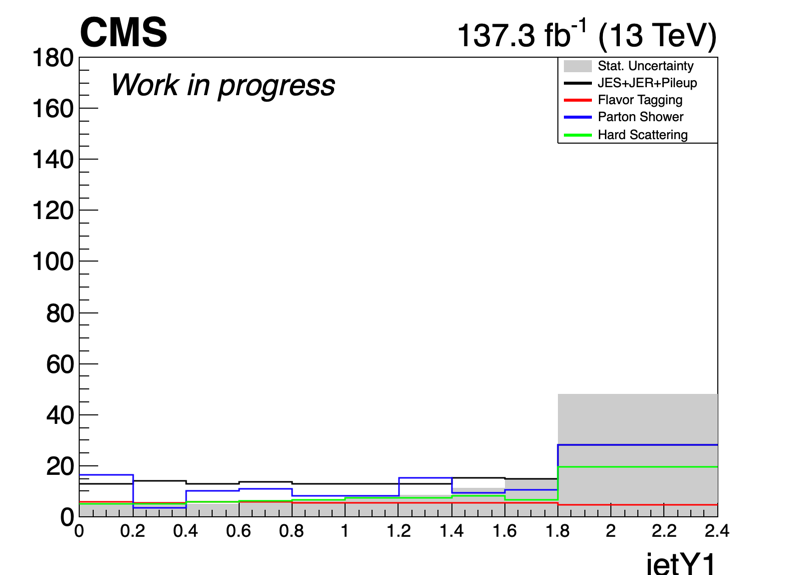 CMS
137.3 fb-1 (13 TeV)
Work in progress
Stat. Uncertainty
JES+JER+Pileup
Flavor Tagging
Parton Shower
Hard Scattering
180
160
140
120
100
80
60
40
20
0
0 0.2 0.4 0.6 0.8 1 1.2 1.4 1.6 1.8 2 2.2 2.4
jetY1